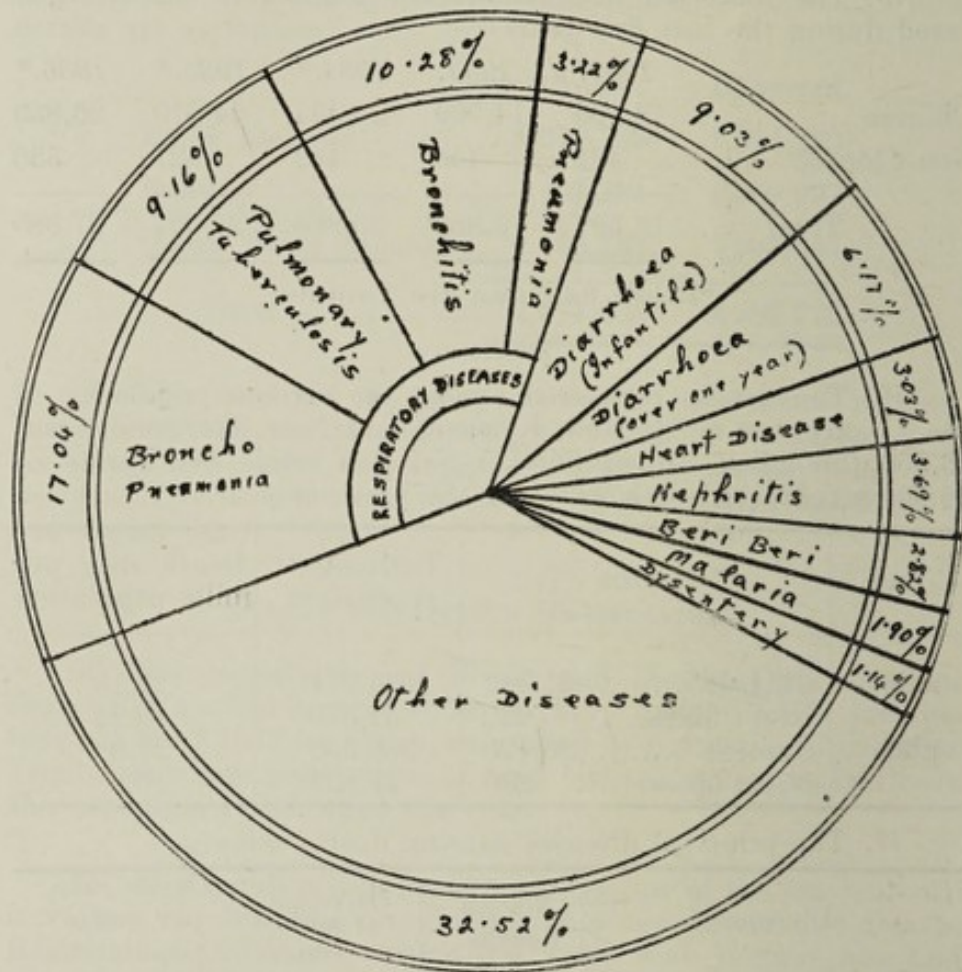 10·28%
3·22%
9·03%
6·17%
3·03%
3·69%
2·82%
1·90%
1·14%
32·52%
17·04%
9·16%
Broncho
Pneumonia
Pulmonary
Tuberculosis
Bronchitis
Pneumonia
RESPIRATORY DISEASES
Diarrhoea
(Infantile)
Diarrhoea
(over one year)
Heart Disease
Nephritis
Beri Beri
Malaria
Dysentery
Other Diseases